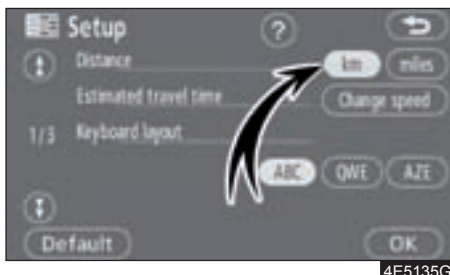 Setup ?
Distance km miles
Estimated travel time Change speed
1/3 Keyboard layout
ABC QWE AZE
Default OK
4E5135G